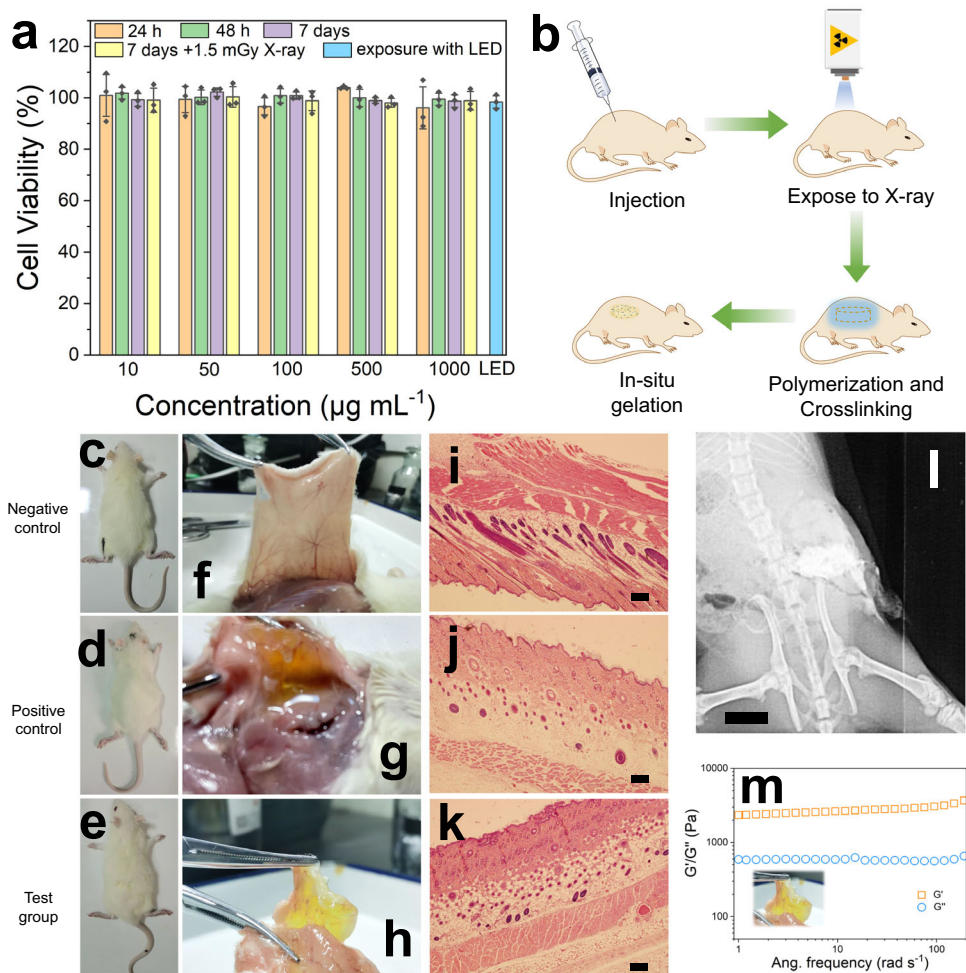 a
24 h
48 h
7 days
7 days +1.5 mGy X-ray
exposure with LED
Cell Viability (%)
120
100
80
60
40
20
0
10
50
100
500
1000
LED
Concentration (μg mL⁻¹)
b
Injection
Expose to X-ray
In-situ
gelation
Polymerization and
Crosslinking
c
Negative
control
f
i
l
d
Positive
control
g
j
e
Test
group
h
k
m
G'/G'' (Pa)
10000
1000
100
G'
G''
1
10
100
Ang. frequency (rad s⁻¹)